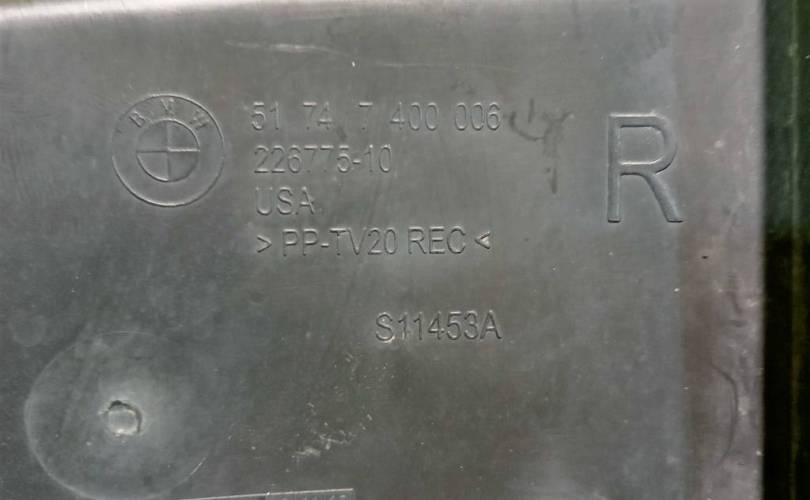 BMW
51 74 7 400 006
226775-10
USA
> PP-TV20 REC <
R
S11453A